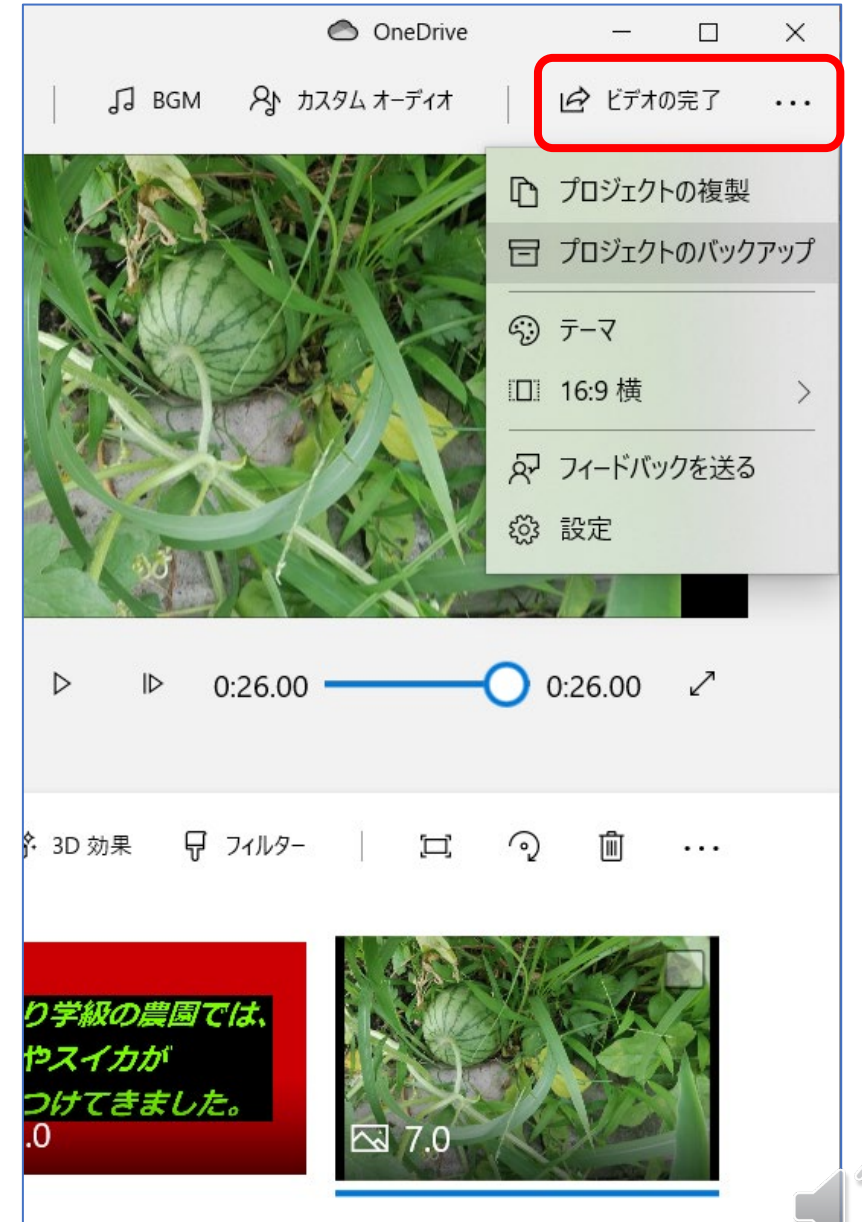 OneDrive
BGM カスタム オーディオ ビデオの完了 ...
プロジェクトの複製
プロジェクトのバックアップ
テーマ
16:9 横
フィードバックを送る
設定
0:26.00 0:26.00
3D 効果 フィルター ...
り学級の農園では、
やスイカが
つけてきました。
.0 7.0